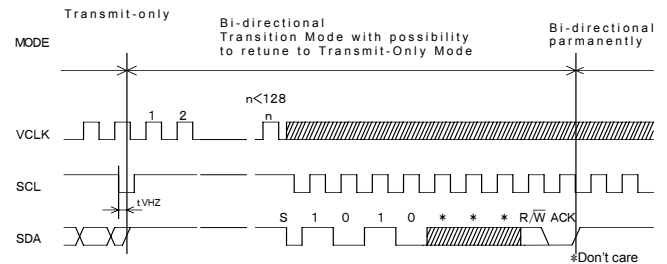 Transmit-only
Bi-directional
Transition Mode with possibility
to retune to Transmit-Only Mode
Bi-directional
parmanently
MODE
n<128
1 2 n
VCLK
SCL
tVHZ
S 1 0 1 0 * * * R/W ACK
SDA
*Don't care